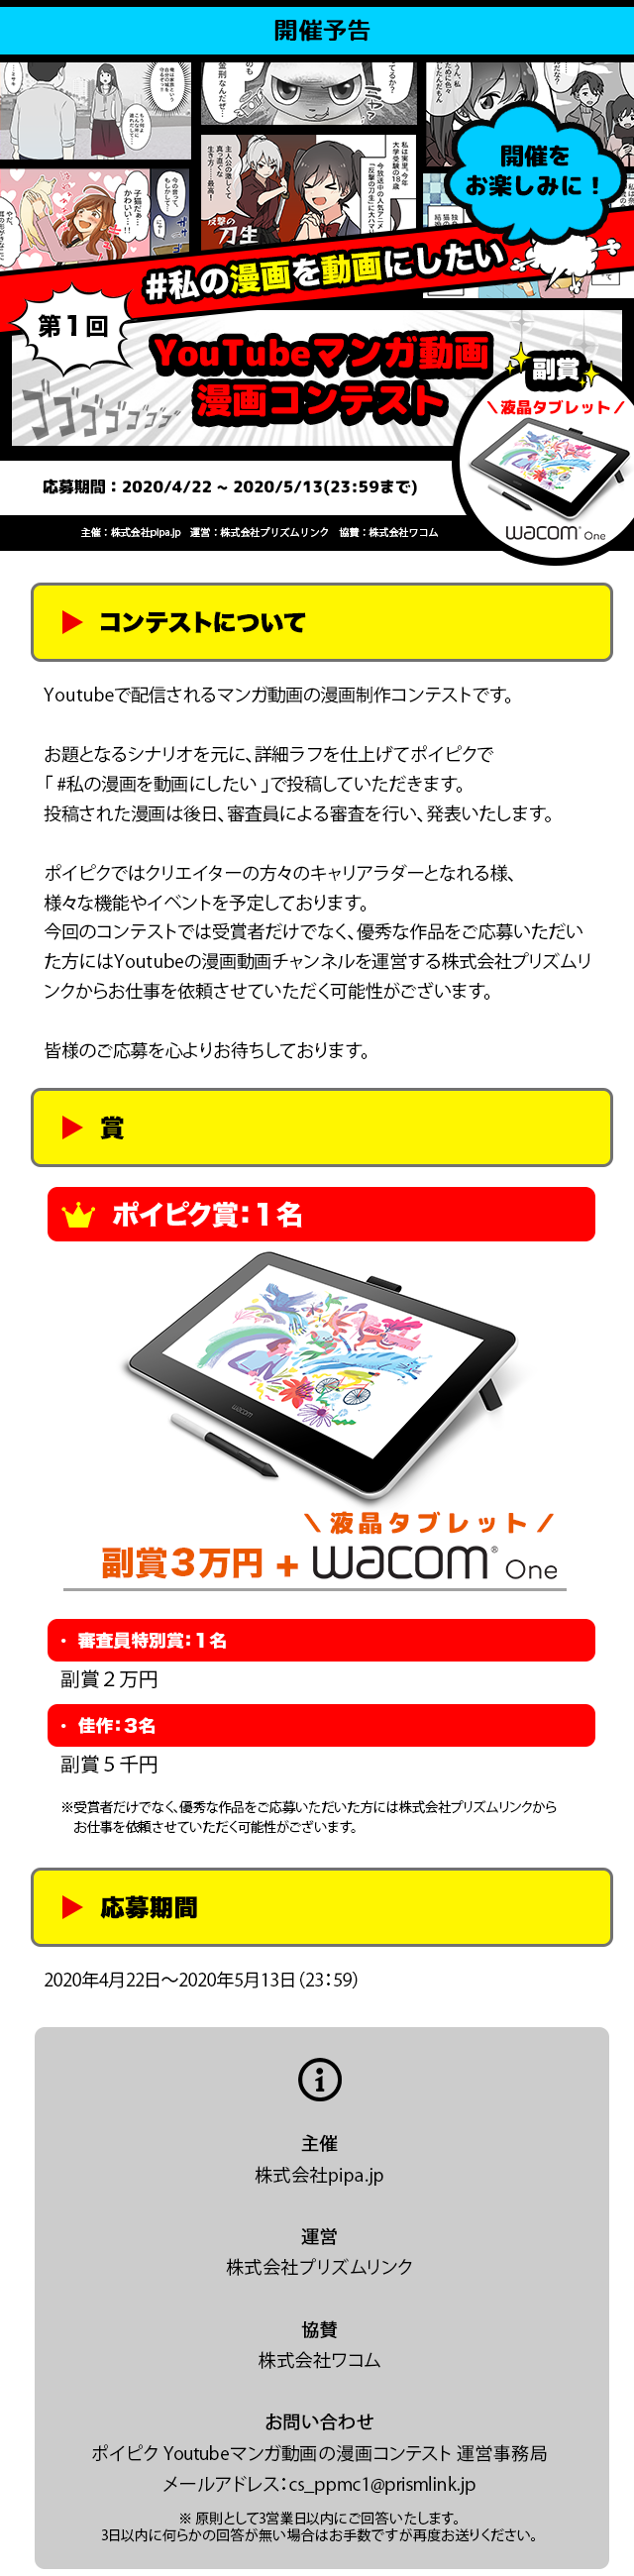 開催予告
開催を
お楽しみに！
反撃の
刀生
#私の漫画を動画にしたい
第1回
YouTubeマンガ動画
漫画コンテスト
ゴゴゴゴゴゴゴ
副賞
＼液晶タブレット／
wacom One
応募期間：2020/4/22 ~ 2020/5/13(23:59まで)
主催：株式会社pipa.jp　運営：株式会社プリズムリンク　協賛：株式会社ワコム
▶ コンテストについて
Youtubeで配信されるマンガ動画の漫画制作コンテストです。
お題となるシナリオを元に、詳細ラフを仕上げてポイピクで
「 #私の漫画を動画にしたい 」で投稿していただきます。
投稿された漫画は後日、審査員による審査を行い、発表いたします。
ポイピクではクリエイターの方々のキャリアラダーとなれる様、
様々な機能やイベントを予定しております。
今回のコンテストでは受賞者だけでなく、優秀な作品をご応募いただい
た方にはYoutubeの漫画動画チャンネルを運営する株式会社プリズムリ
ンクからお仕事を依頼させていただく可能性がございます。
皆様のご応募を心よりお待ちしております。
▶ 賞
ポイピク賞：1名
wacom
＼液晶タブレット／
副賞3万円 + wacom® One
・ 審査員特別賞：1名
副賞２万円
・ 佳作：3名
副賞５千円
※受賞者だけでなく、優秀な作品をご応募いただいた方には株式会社プリズムリンクから
お仕事を依頼させていただく可能性がございます。
▶ 応募期間
2020年4月22日〜2020年5月13日（23：59）
主催
株式会社pipa.jp
運営
株式会社プリズムリンク
協賛
株式会社ワコム
お問い合わせ
ポイピク Youtubeマンガ動画の漫画コンテスト 運営事務局
メールアドレス：cs_ppmc1@prismlink.jp
※ 原則として3営業日以内にご回答いたします。
3日以内に何らかの回答が無い場合はお手数ですが再度お送りください。